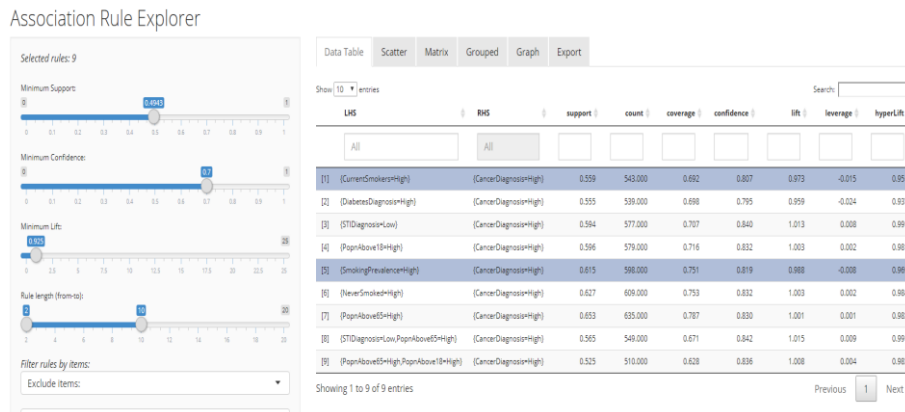 Association Rule Explorer
Selected rules: 9
Minimum Support:
0 0.4943 1
0 0.1 0.2 0.3 0.4 0.5 0.6 0.7 0.8 0.9 1
Minimum Confidence:
0 0.7 1
0 0.1 0.2 0.3 0.4 0.5 0.6 0.7 0.8 0.9 1
Minimum Lift:
0.925 25
0 2.5 5 7.5 10 12.5 15 17.5 20 22.5 25
Rule length (from-to):
2 10 20
2 4 6 8 10 12 14 16 18 20
Filter rules by items:
Exclude items:
Data Table Scatter Matrix Grouped Graph Export
Show 10 entries Search:
LHS RHS support count coverage confidence lift leverage hyperLift
All All
[1] {CurrentSmokers=High} {CancerDiagnosis=High} 0.559 543.000 0.692 0.807 0.973 -0.015 0.95
[2] {DiabetesDiagnosis=High} {CancerDiagnosis=High} 0.555 539.000 0.698 0.795 0.959 -0.024 0.93
[3] {STIDiagnosis=Low} {CancerDiagnosis=High} 0.594 577.000 0.707 0.840 1.013 0.008 0.99
[4] {PopnAbove18=High} {CancerDiagnosis=High} 0.596 579.000 0.716 0.832 1.003 0.002 0.98
[5] {SmokingPrevalence=High} {CancerDiagnosis=High} 0.615 598.000 0.751 0.819 0.988 -0.008 0.96
[6] {NeverSmoked=High} {CancerDiagnosis=High} 0.627 609.000 0.753 0.832 1.003 0.002 0.98
[7] {PopnAbove65=High} {CancerDiagnosis=High} 0.653 635.000 0.787 0.830 1.001 0.001 0.98
[8] {STIDiagnosis=Low,PopnAbove65=High} {CancerDiagnosis=High} 0.565 549.000 0.671 0.842 1.015 0.009 0.99
[9] {PopnAbove65=High,PopnAbove18=High} {CancerDiagnosis=High} 0.525 510.000 0.628 0.836 1.008 0.004 0.98
Showing 1 to 9 of 9 entries Previous 1 Next